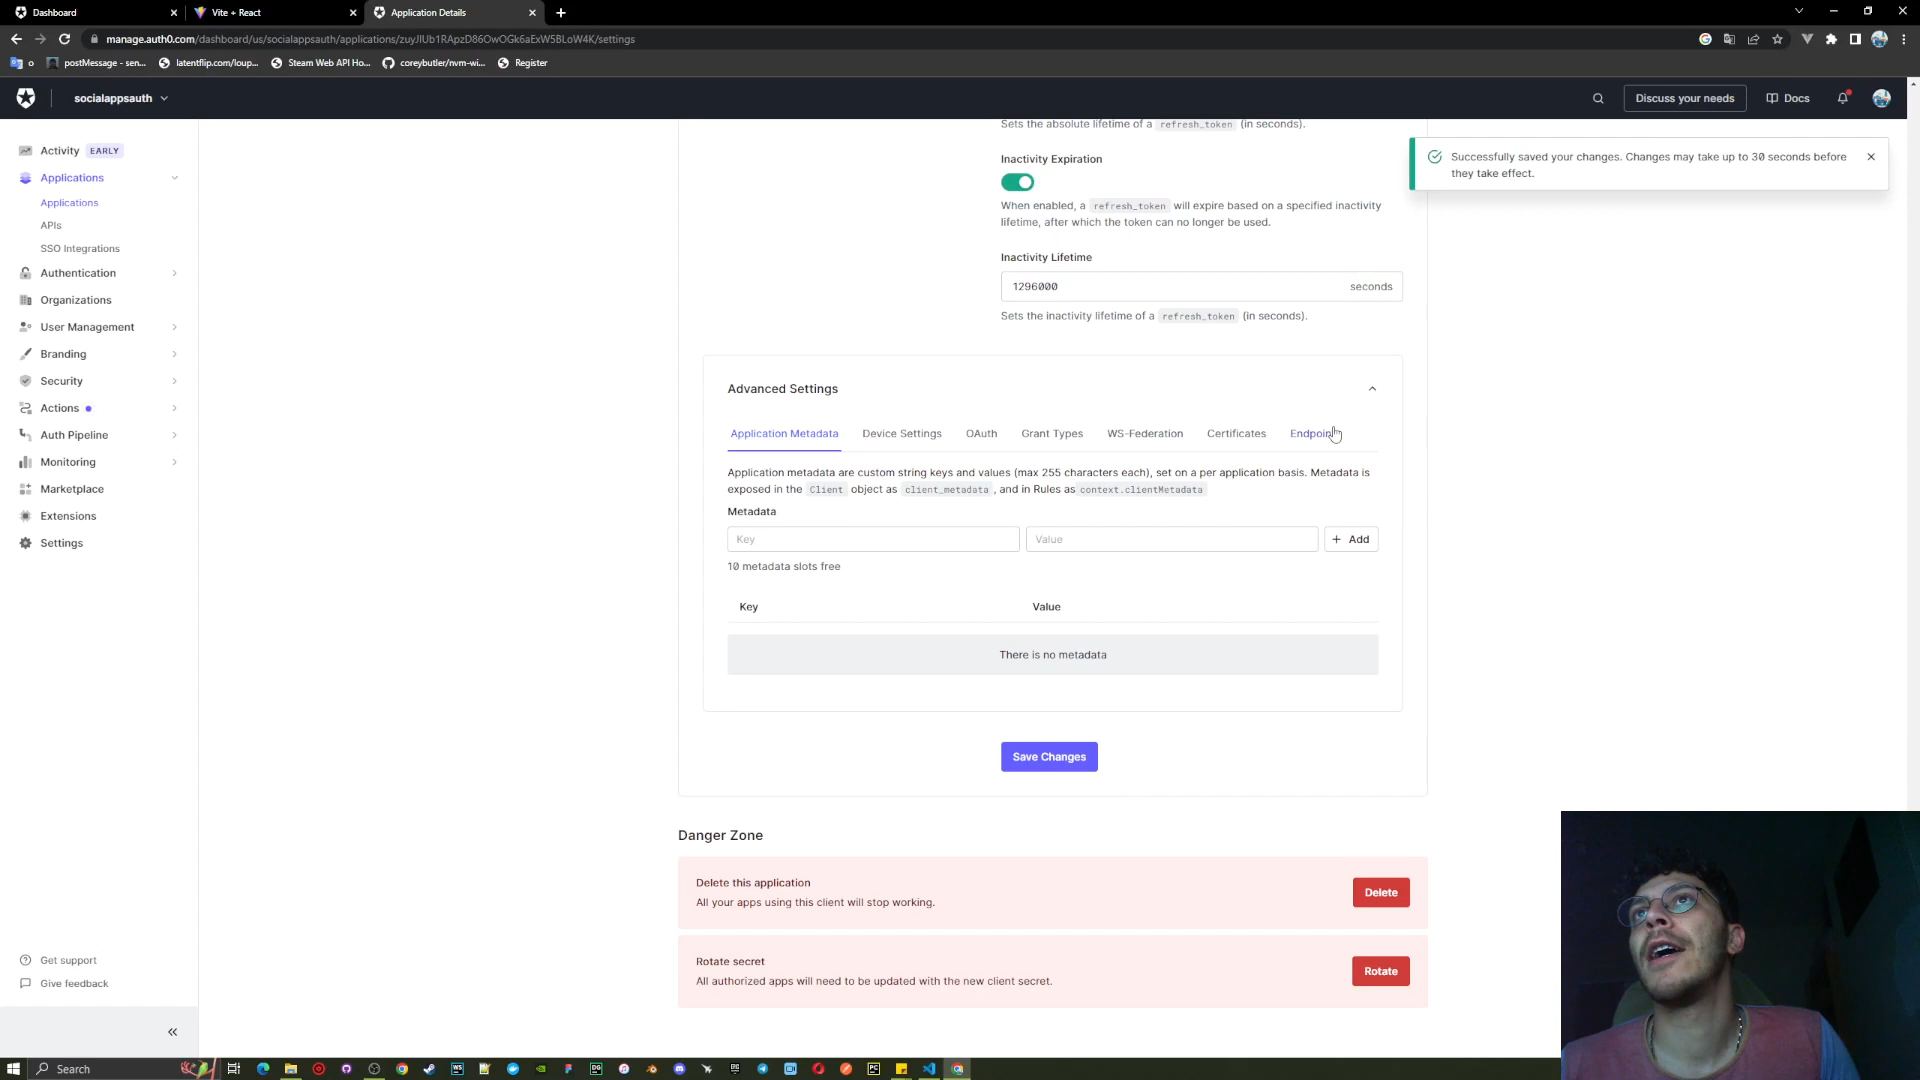 Dashboard
Vite + React
Application Details
manage.auth0.com/dashboard/us/socialappsauth/applications/zuyJIUb1RApzD86OwOGk6aExW5BLoW4K/settings
o
postMessage - sen...
latentflip.com/loup...
Steam Web API Ho...
coreybutler/nvm-wi...
Register
socialappsauth
Discuss your needs
Docs
Activity EARLY
Applications
Applications
APIs
SSO Integrations
Authentication
Organizations
User Management
Branding
Security
Actions
Auth Pipeline
Monitoring
Marketplace
Extensions
Settings
Get support
Give feedback
Sets the absolute lifetime of a refresh_token (in seconds).
Successfully saved your changes. Changes may take up to 30 seconds before
they take effect.
Inactivity Expiration
When enabled, a refresh_token will expire based on a specified inactivity
lifetime, after which the token can no longer be used.
Inactivity Lifetime
1296000 seconds
Sets the inactivity lifetime of a refresh_token (in seconds).
Advanced Settings
Application Metadata Device Settings OAuth Grant Types WS-Federation Certificates Endpoin
Application metadata are custom string keys and values (max 255 characters each), set on a per application basis. Metadata is
exposed in the Client object as client_metadata, and in Rules as context.clientMetadata
Metadata
Key Value + Add
10 metadata slots free
Key Value
There is no metadata
Save Changes
Danger Zone
Delete this application
All your apps using this client will stop working.
Delete
Rotate secret
All authorized apps will need to be updated with the new client secret.
Rotate
Search